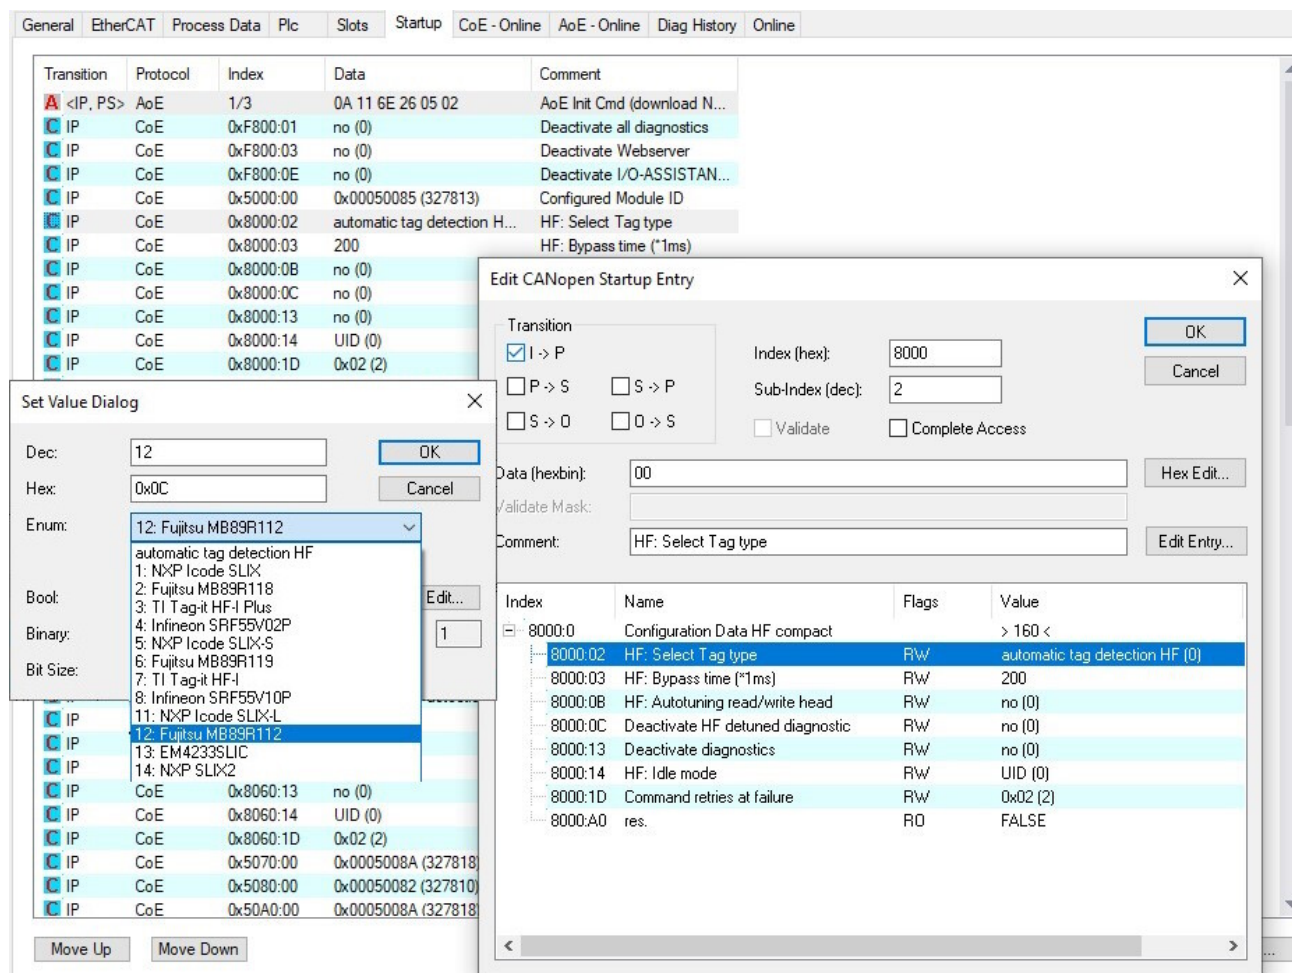 General EtherCAT Process Data Plc Slots Startup CoE - Online AoE - Online Diag History Online
Transition Protocol Index Data Comment
A <IP, PS> AoE 1/3 0A 11 6E 26 05 02 AoE Init Cmd (download N...
C IP CoE 0xF800:01 no (0) Deactivate all diagnostics
C IP CoE 0xF800:03 no (0) Deactivate Webserver
C IP CoE 0xF800:0E no (0) Deactivate I/O-ASSISTAN...
C IP CoE 0x5000:00 0x00050085 (327813) Configured Module ID
C IP CoE 0x8000:02 automatic tag detection H... HF: Select Tag type
C IP CoE 0x8000:03 200 HF: Bypass time (*1ms)
C IP CoE 0x8000:0B no (0)
C IP CoE 0x8000:0C no (0)
C IP CoE 0x8000:13 no (0)
C IP CoE 0x8000:14 UID (0)
C IP CoE 0x8000:1D 0x02 (2)
Edit CANopen Startup Entry
Transition
I -> P
P -> S S -> P
S -> O O -> S
Index (hex): 8000
Sub-Index (dec): 2
Validate Complete Access
OK
Cancel
Data (hexbin): 00 Hex Edit...
Validate Mask:
Comment: HF: Select Tag type Edit Entry...
Index Name Flags Value
8000:0 Configuration Data HF compact > 160 <
8000:02 HF: Select Tag type RW automatic tag detection HF (0)
8000:03 HF: Bypass time (*1ms) RW 200
8000:0B HF: Autotuning read/write head RW no (0)
8000:0C Deactivate HF detuned diagnostic RW no (0)
8000:13 Deactivate diagnostics RW no (0)
8000:14 HF: Idle mode RW UID (0)
8000:1D Command retries at failure RW 0x02 (2)
8000:A0 res. RO FALSE
Set Value Dialog
Dec: 12 OK
Hex: 0x0C Cancel
Enum: 12: Fujitsu MB89R112
automatic tag detection HF
1: NXP Icode SLIX
2: Fujitsu MB89R118
3: TI Tag-it HF-I Plus
4: Infineon SRF55V02P
5: NXP Icode SLIX-S
6: Fujitsu MB89R119
7: TI Tag-it HF-I
8: Infineon SRF55V10P
11: NXP Icode SLIX-L
12: Fujitsu MB89R112
13: EM4233SLIC
14: NXP SLIX2
Bool: Edit...
Binary: 1
Bit Size:
C IP
C IP
C IP
C IP CoE 0x8060:13 no (0)
C IP CoE 0x8060:14 UID (0)
C IP CoE 0x8060:1D 0x02 (2)
C IP CoE 0x5070:00 0x0005008A (327818)
C IP CoE 0x5080:00 0x00050082 (327810)
C IP CoE 0x50A0:00 0x0005008A (327818
Move Up Move Down ...